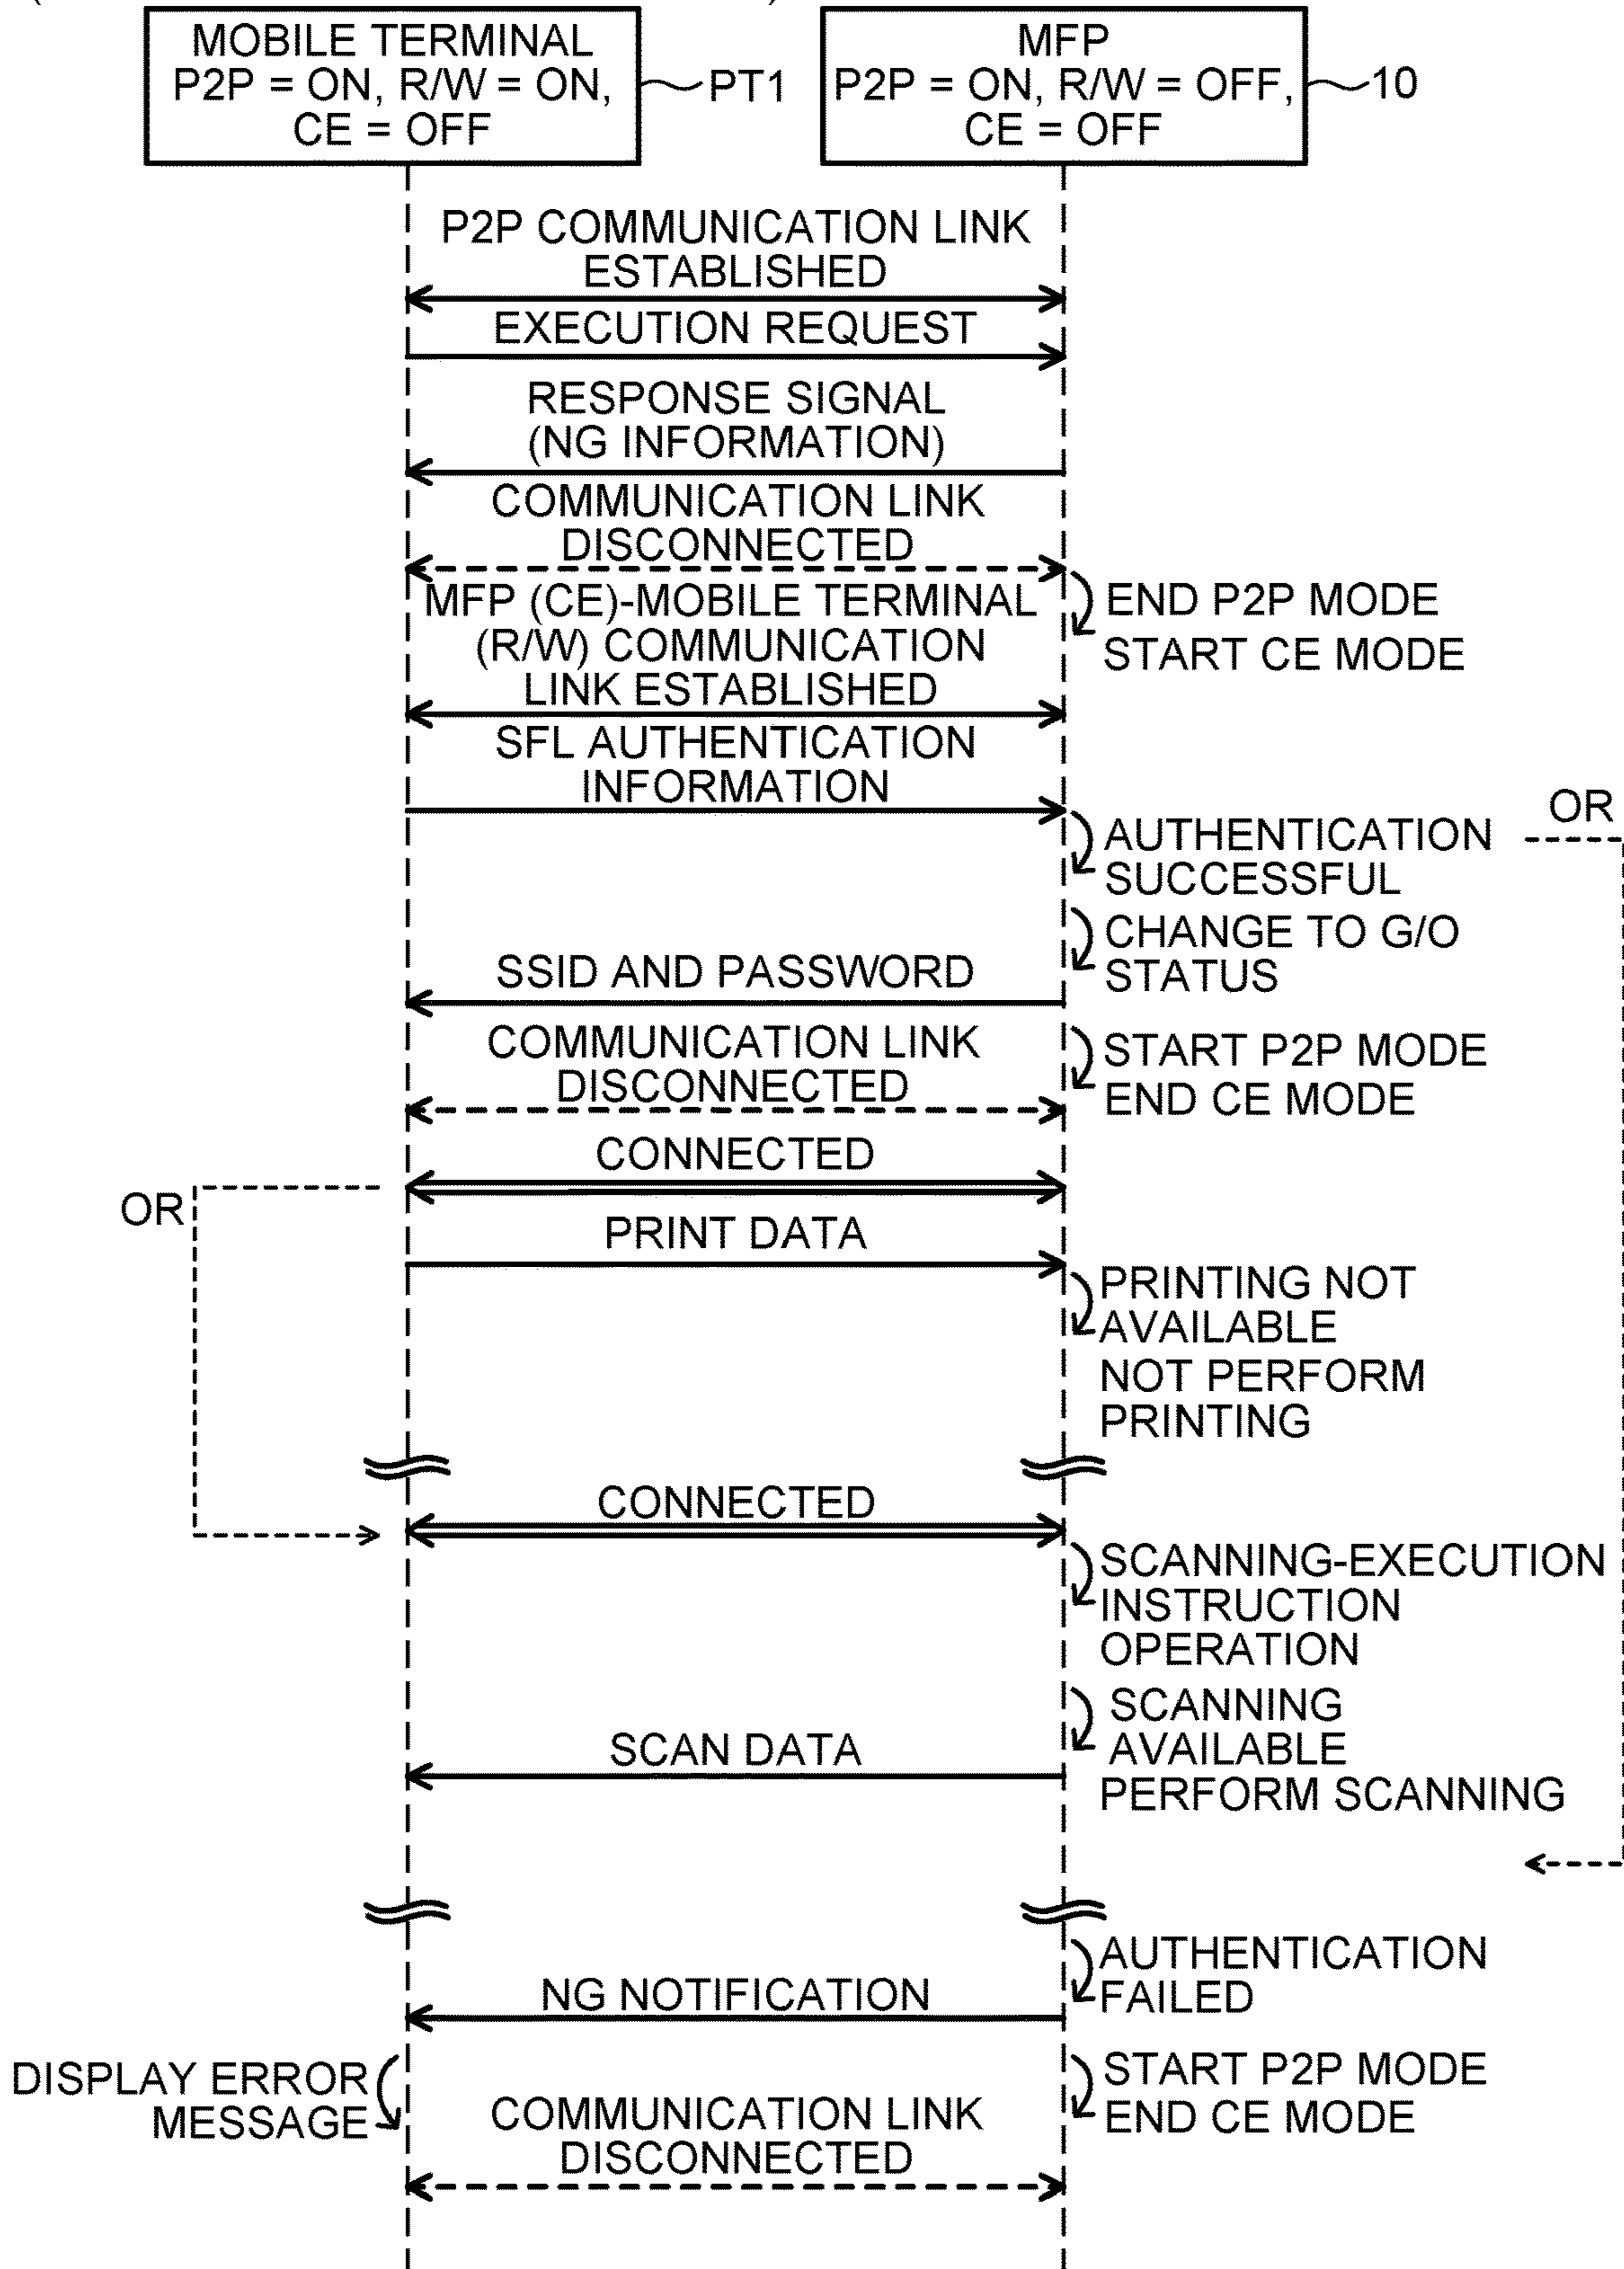 MOBILE TERMINAL
P2P = ON, R/W = ON,
CE = OFF
PT1
MFP
P2P = ON, R/W = OFF,
CE = OFF
10
P2P COMMUNICATION LINK
ESTABLISHED
EXECUTION REQUEST
RESPONSE SIGNAL
(NG INFORMATION)
COMMUNICATION LINK
DISCONNECTED
END P2P MODE
START CE MODE
MFP (CE)-MOBILE TERMINAL
(R/W) COMMUNICATION
LINK ESTABLISHED
SFL AUTHENTICATION
INFORMATION
OR
AUTHENTICATION
SUCCESSFUL
CHANGE TO G/O
STATUS
SSID AND PASSWORD
START P2P MODE
END CE MODE
COMMUNICATION LINK
DISCONNECTED
CONNECTED
OR
PRINT DATA
PRINTING NOT
AVAILABLE
NOT PERFORM
PRINTING
CONNECTED
SCANNING-EXECUTION
INSTRUCTION
OPERATION
SCANNING
AVAILABLE
PERFORM SCANNING
SCAN DATA
AUTHENTICATION
FAILED
NG NOTIFICATION
DISPLAY ERROR
MESSAGE
START P2P MODE
END CE MODE
COMMUNICATION LINK
DISCONNECTED